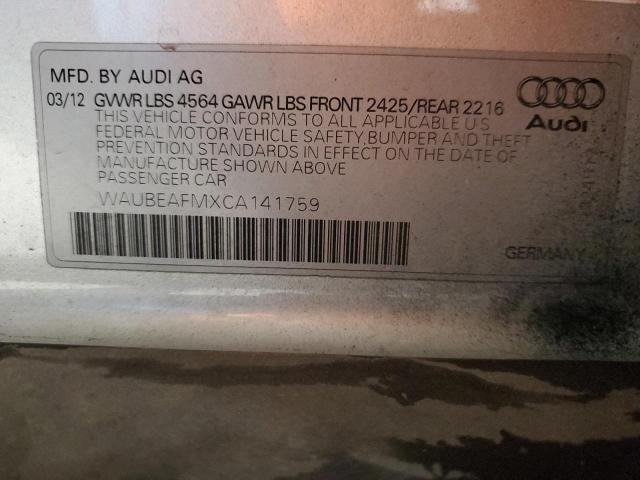 MFD. BY AUDI AG
03/12 GVWR LBS 4564 GAWR LBS FRONT 2425/REAR 2216
THIS VEHICLE CONFORMS TO ALL APPLICABLE U S
FEDERAL MOTOR VEHICLE SAFETY,BUMPER AND THEFT
PREVENTION STANDARDS IN EFFECT ON THE DATE OF
MANUFACTURE SHOWN ABOVE
PASSENGER CAR
WAUBEAFMXCA141759
Audi
GERMANY